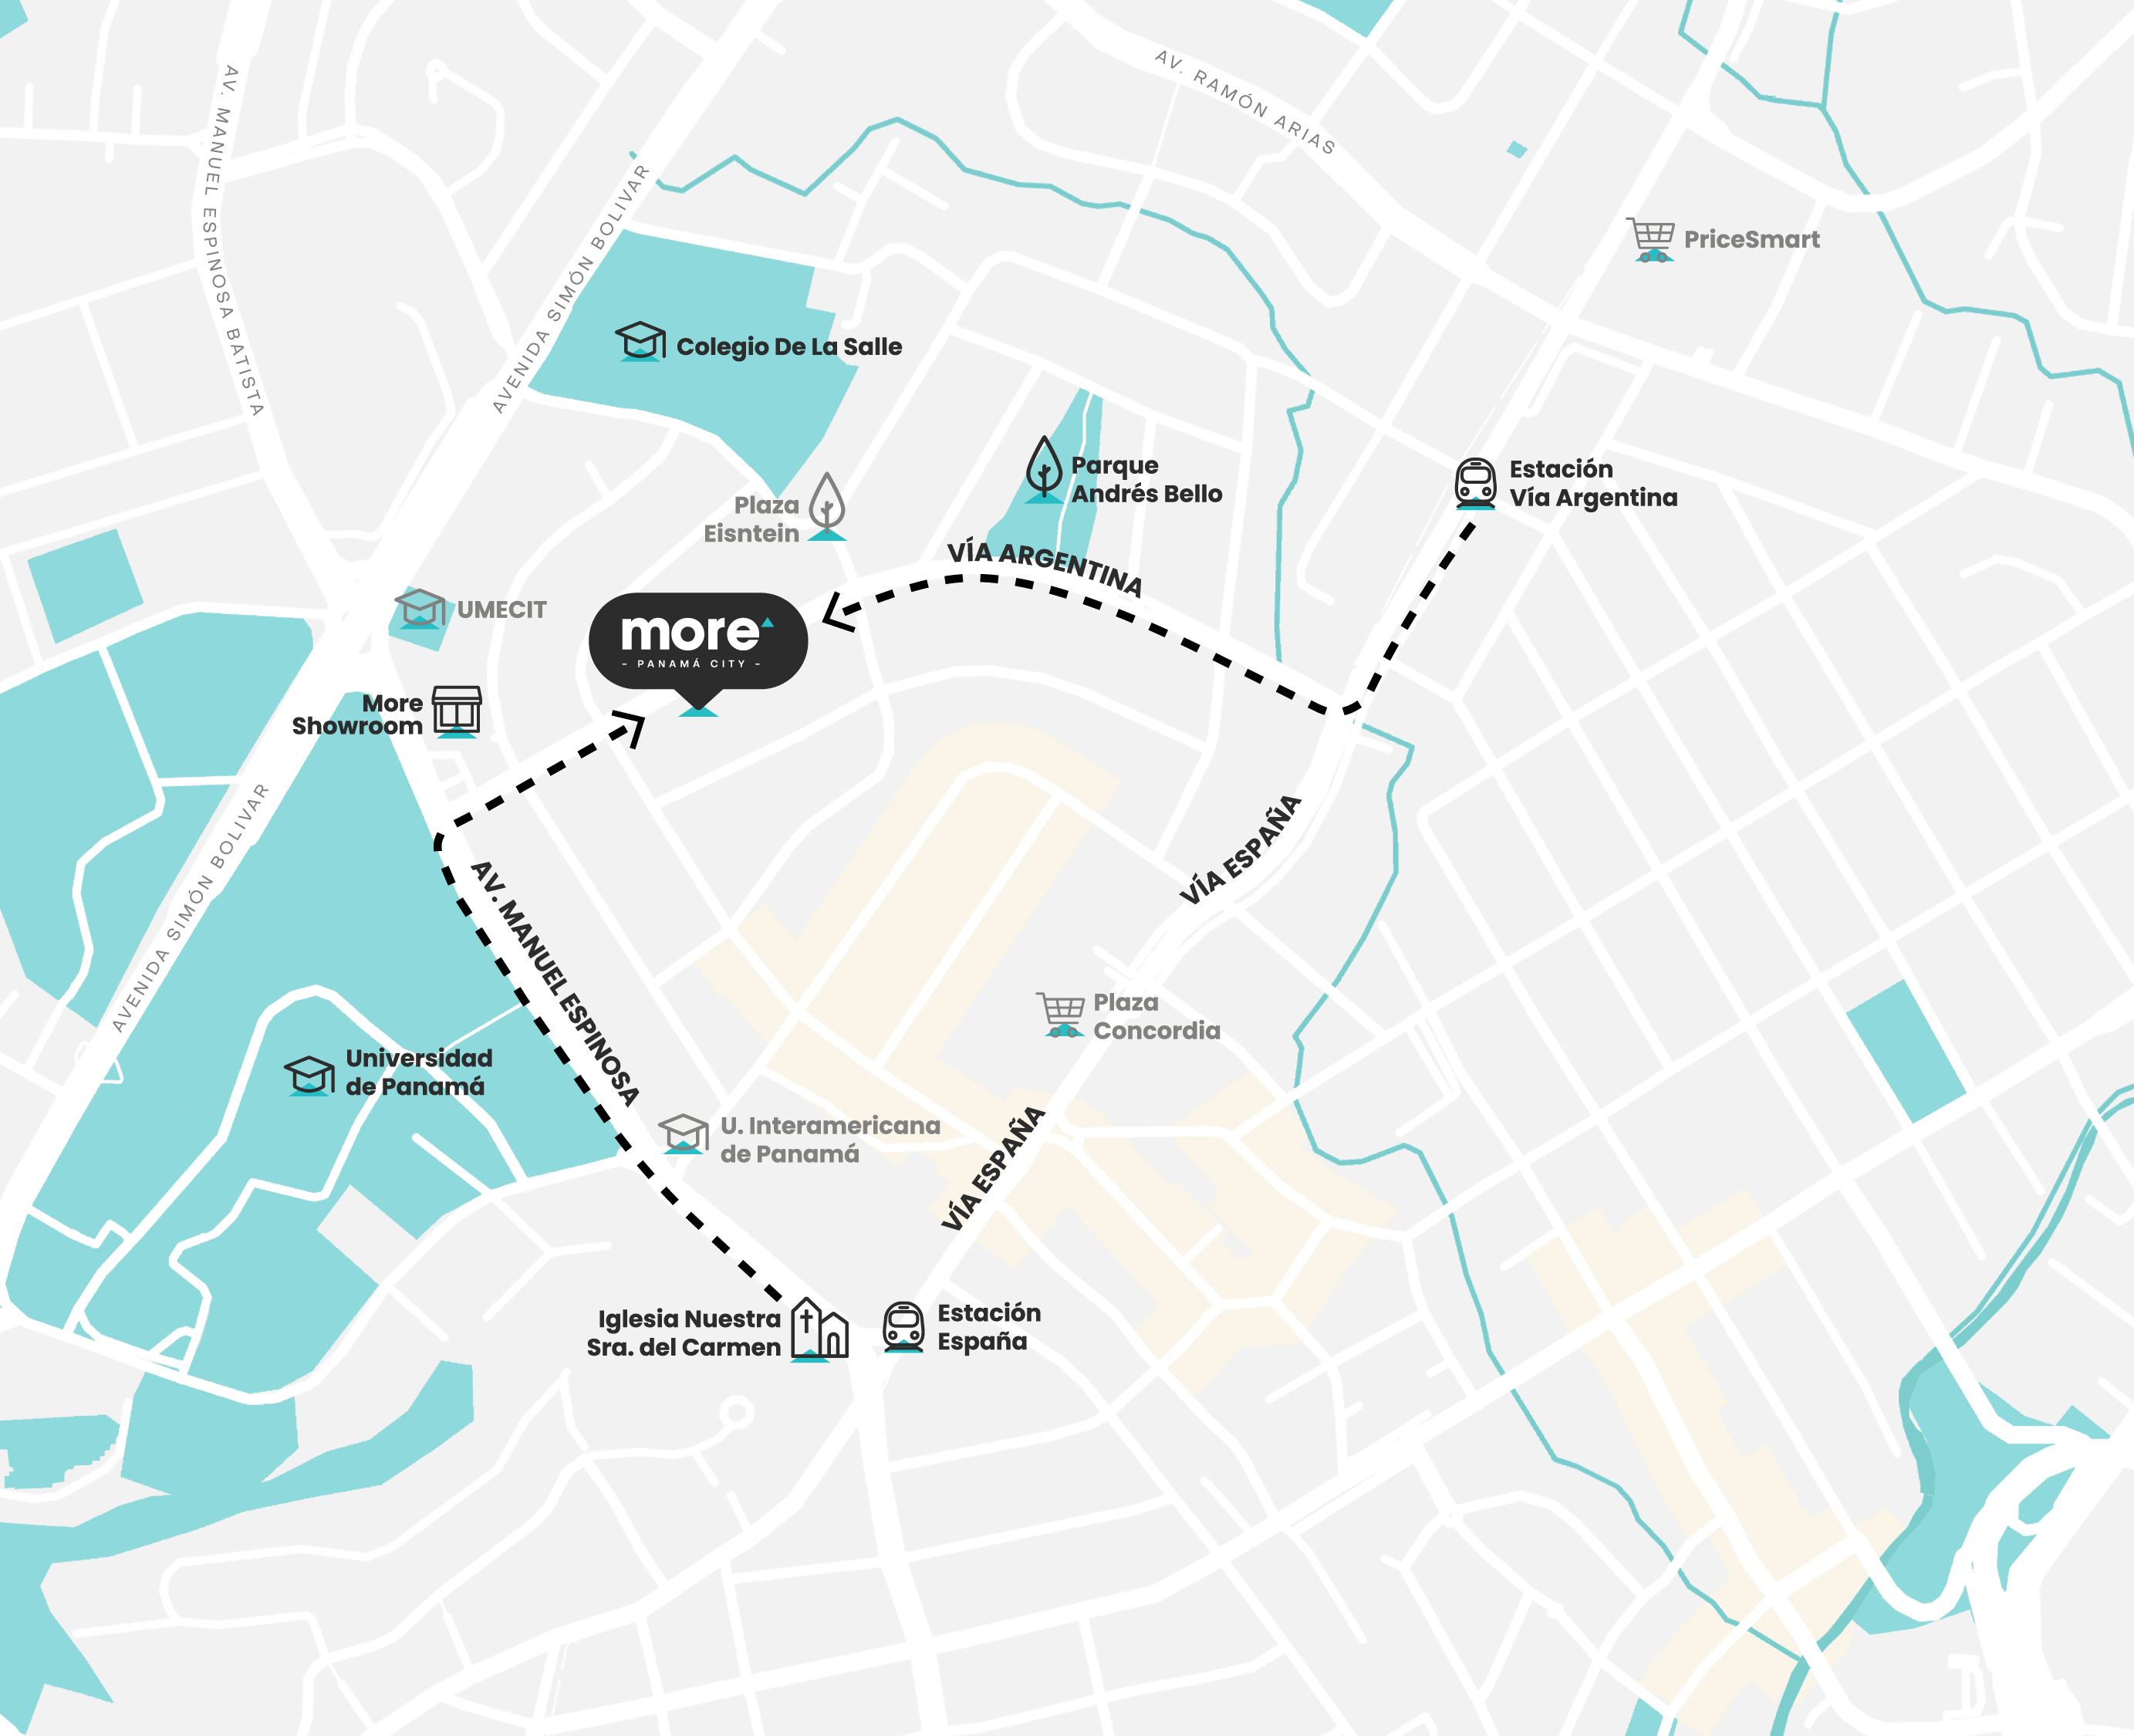 AV. RAMÓN ARIAS
AV. MANUEL ESPINOSA BATISTA
AVENIDA SIMÓN BOLIVAR
PriceSmart
Colegio De La Salle
Parque
Andrés Bello
Estación
Vía Argentina
Plaza
Eisntein
VÍA ARGENTINA
UMECIT
more
- PANAMÁ CITY -
More
Showroom
AVENIDA SIMÓN BOLIVAR
VÍA ESPAÑA
AV. MANUEL ESPINOSA
Plaza
Concordia
Universidad
de Panamá
U. Interamericana
de Panamá
VÍA ESPAÑA
Iglesia Nuestra
Sra. del Carmen
Estación
España